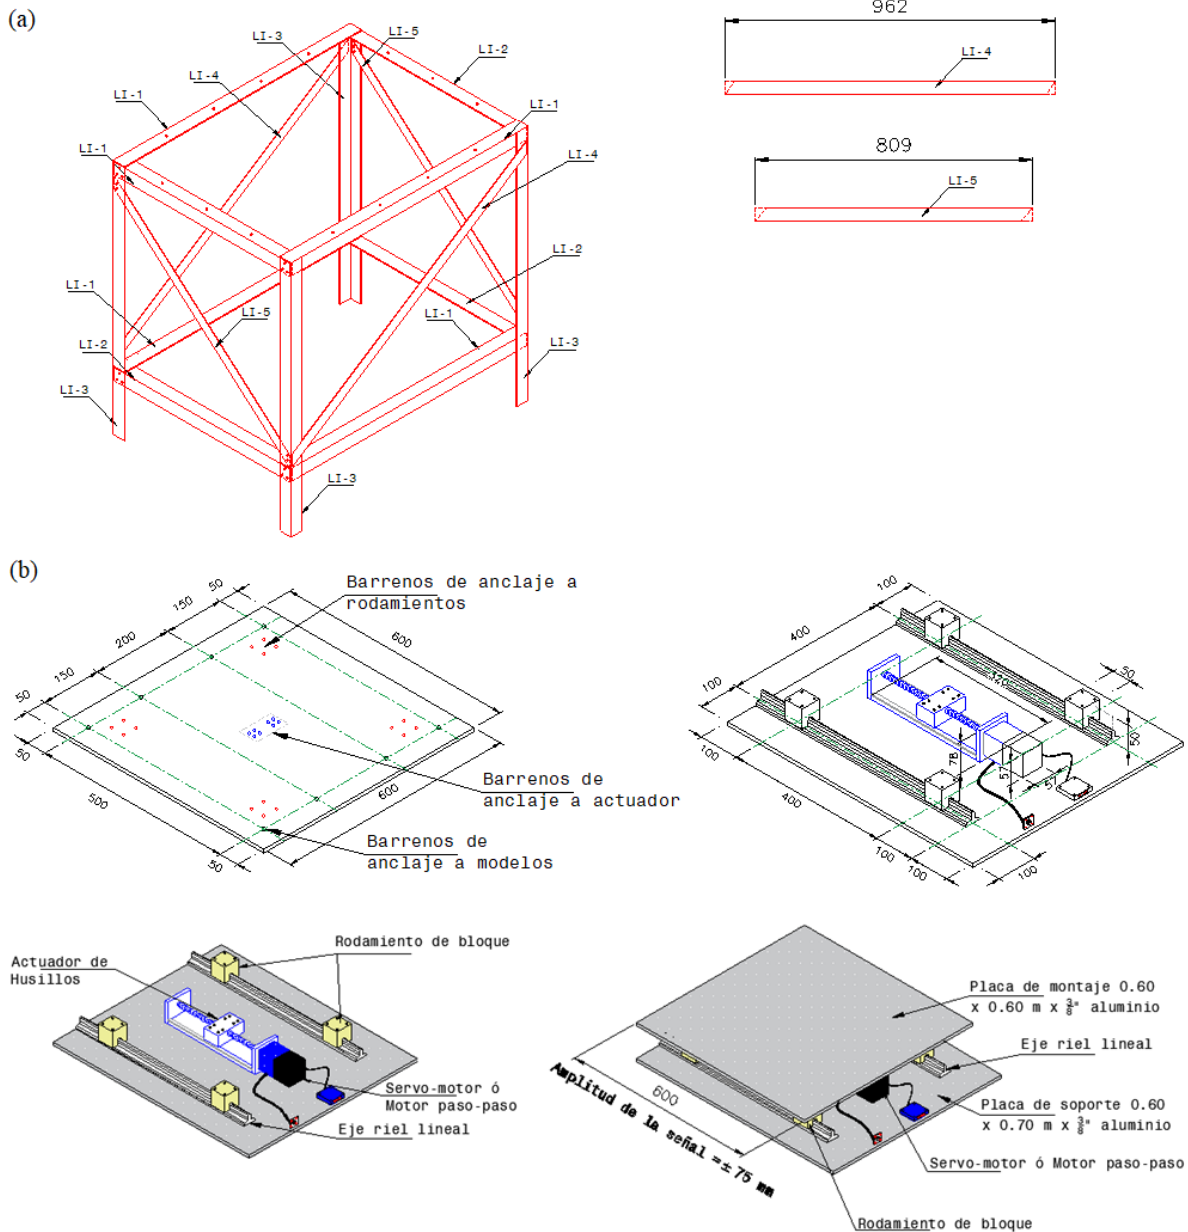 (a)
962
LI-4
809
LI-5
LI-3
LI-5
LI-2
LI-4
LI-1
LI-1
LI-1
LI-4
LI-2
LI-1
LI-1
LI-5
LI-2
LI-3
LI-3
LI-3
(b)
50
150
200
150
50
Barrenos de anclaje a
rodamientos
600
50
500
50
600
Barrenos de
anclaje a actuador
Barrenos de
anclaje a modelos
100
400
100
320
50
60
76
51
51
100
400
100
100
100
Actuador de
Husillos
Rodamiento de bloque
Servo-motor ó
Motor paso-paso
Eje riel lineal
Placa de montaje 0.60
x 0.60 m x 3/8" aluminio
Eje riel lineal
600
Amplitud de la señal = ± 75 mm
Placa de soporte 0.60
x 0.70 m x 3/8" aluminio
Servo-motor ó Motor paso-paso
Rodamiento de bloque